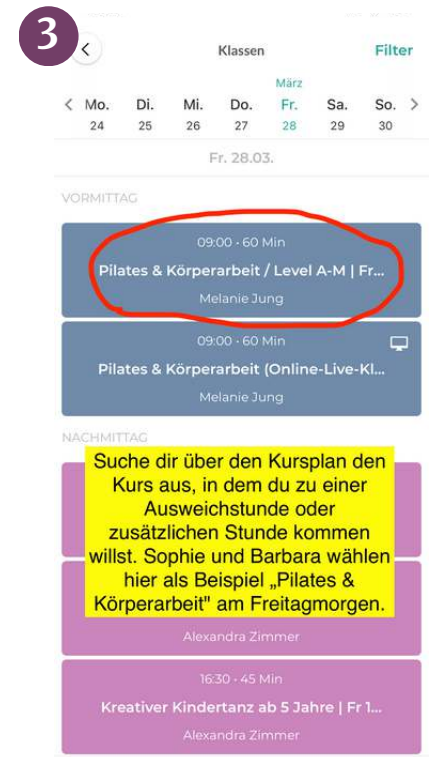 3
Klassen
Filter
März
Mo. Di. Mi. Do. Fr. Sa. So.
24 25 26 27 28 29 30
Fr. 28.03.
VORMITTAG
09:00 • 60 Min
Pilates & Körperarbeit / Level A-M | Fr...
Melanie Jung
09:00 • 60 Min
Pilates & Körperarbeit (Online-Live-Kl...
Melanie Jung
NACHMITTAG
Suche dir über den Kursplan den
Kurs aus, in dem du zu einer
Ausweichstunde oder
zusätzlichen Stunde kommen
willst. Sophie und Barbara wählen
hier als Beispiel „Pilates &
Körperarbeit" am Freitagmorgen.
Alexandra Zimmer
16:30 • 45 Min
Kreativer Kindertanz ab 5 Jahre | Fr 1...
Alexandra Zimmer